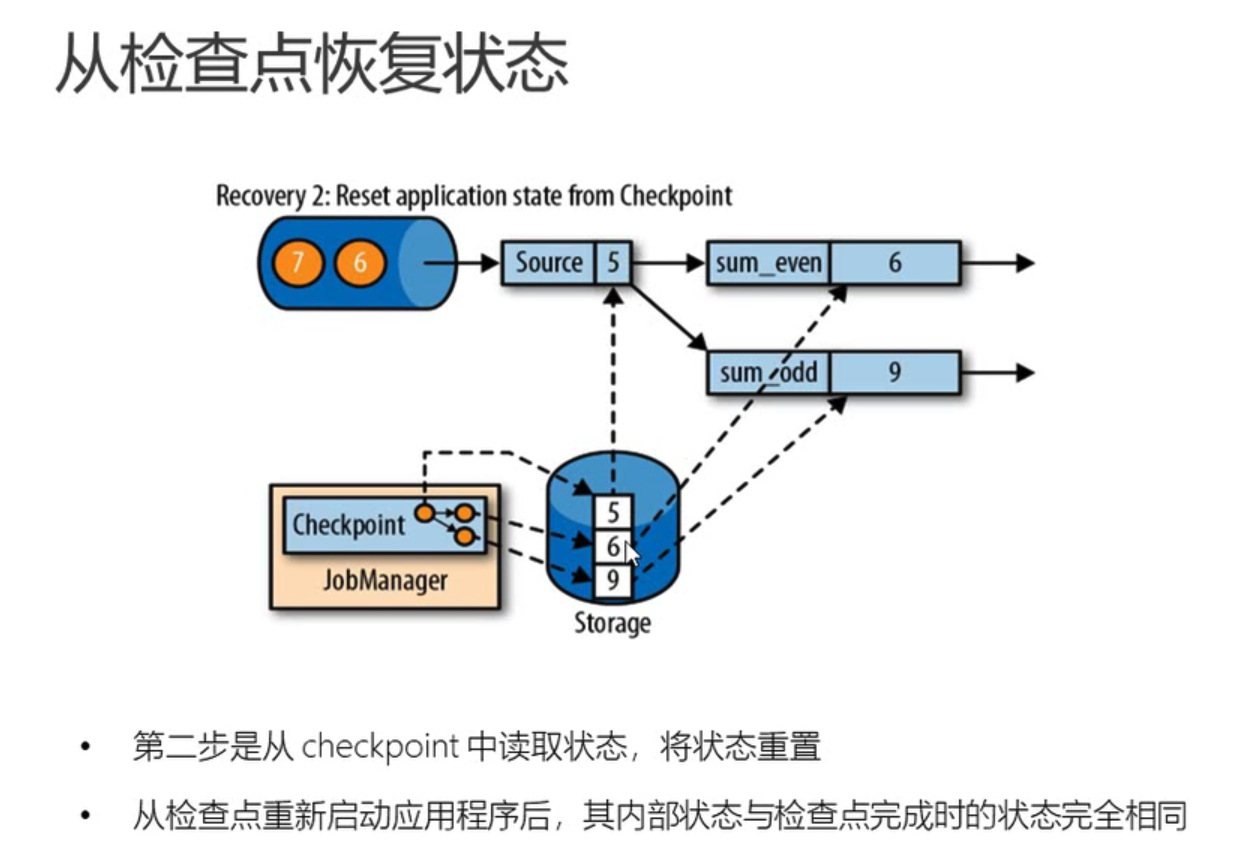 从检查点恢复状态
Recovery 2: Reset application state from Checkpoint
7 6 Source 5 sum_even 6
sum_odd 9
Checkpoint
JobManager
5
6
9
Storage
• 第二步是从 checkpoint 中读取状态，将状态重置
• 从检查点重新启动应用程序后，其内部状态与检查点完成时的状态完全相同